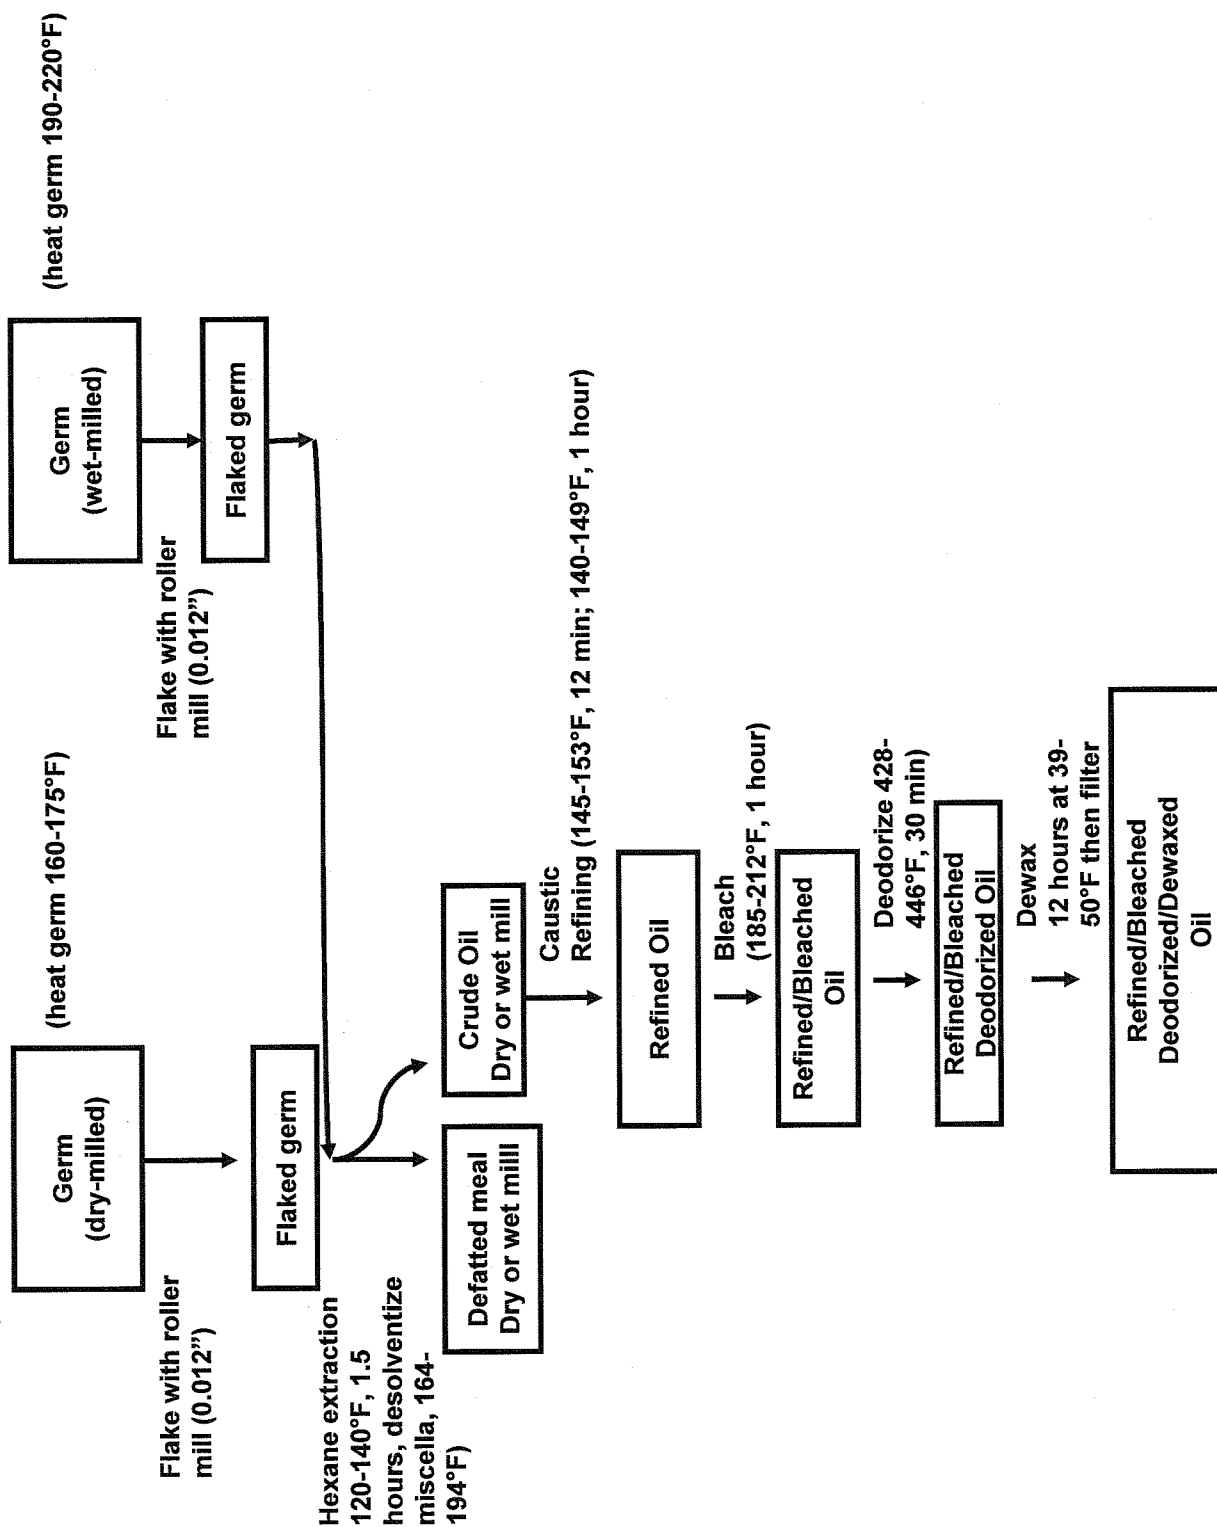 Germ
(dry-milled)
(heat germ 160-175°F)
Germ
(wet-milled)
(heat germ 190-220°F)
Flake with roller
mill (0.012”)
Flake with roller
mill (0.012”)
Flaked germ
Flaked germ
Hexane extraction
120-140°F, 1.5
hours, desolventize
miscella, 164-
194°F)
Defatted meal
Dry or wet milll
Crude Oil
Dry or wet mill
Caustic
Refining (145-153°F, 12 min; 140-149°F, 1 hour)
Refined Oil
Bleach
(185-212°F, 1 hour)
Refined/Bleached
Oil
Deodorize 428-
446°F, 30 min)
Refined/Bleached
Deodorized Oil
Dewax
12 hours at 39-
50°F then filter
Refined/Bleached
Deodorized/Dewaxed
Oil